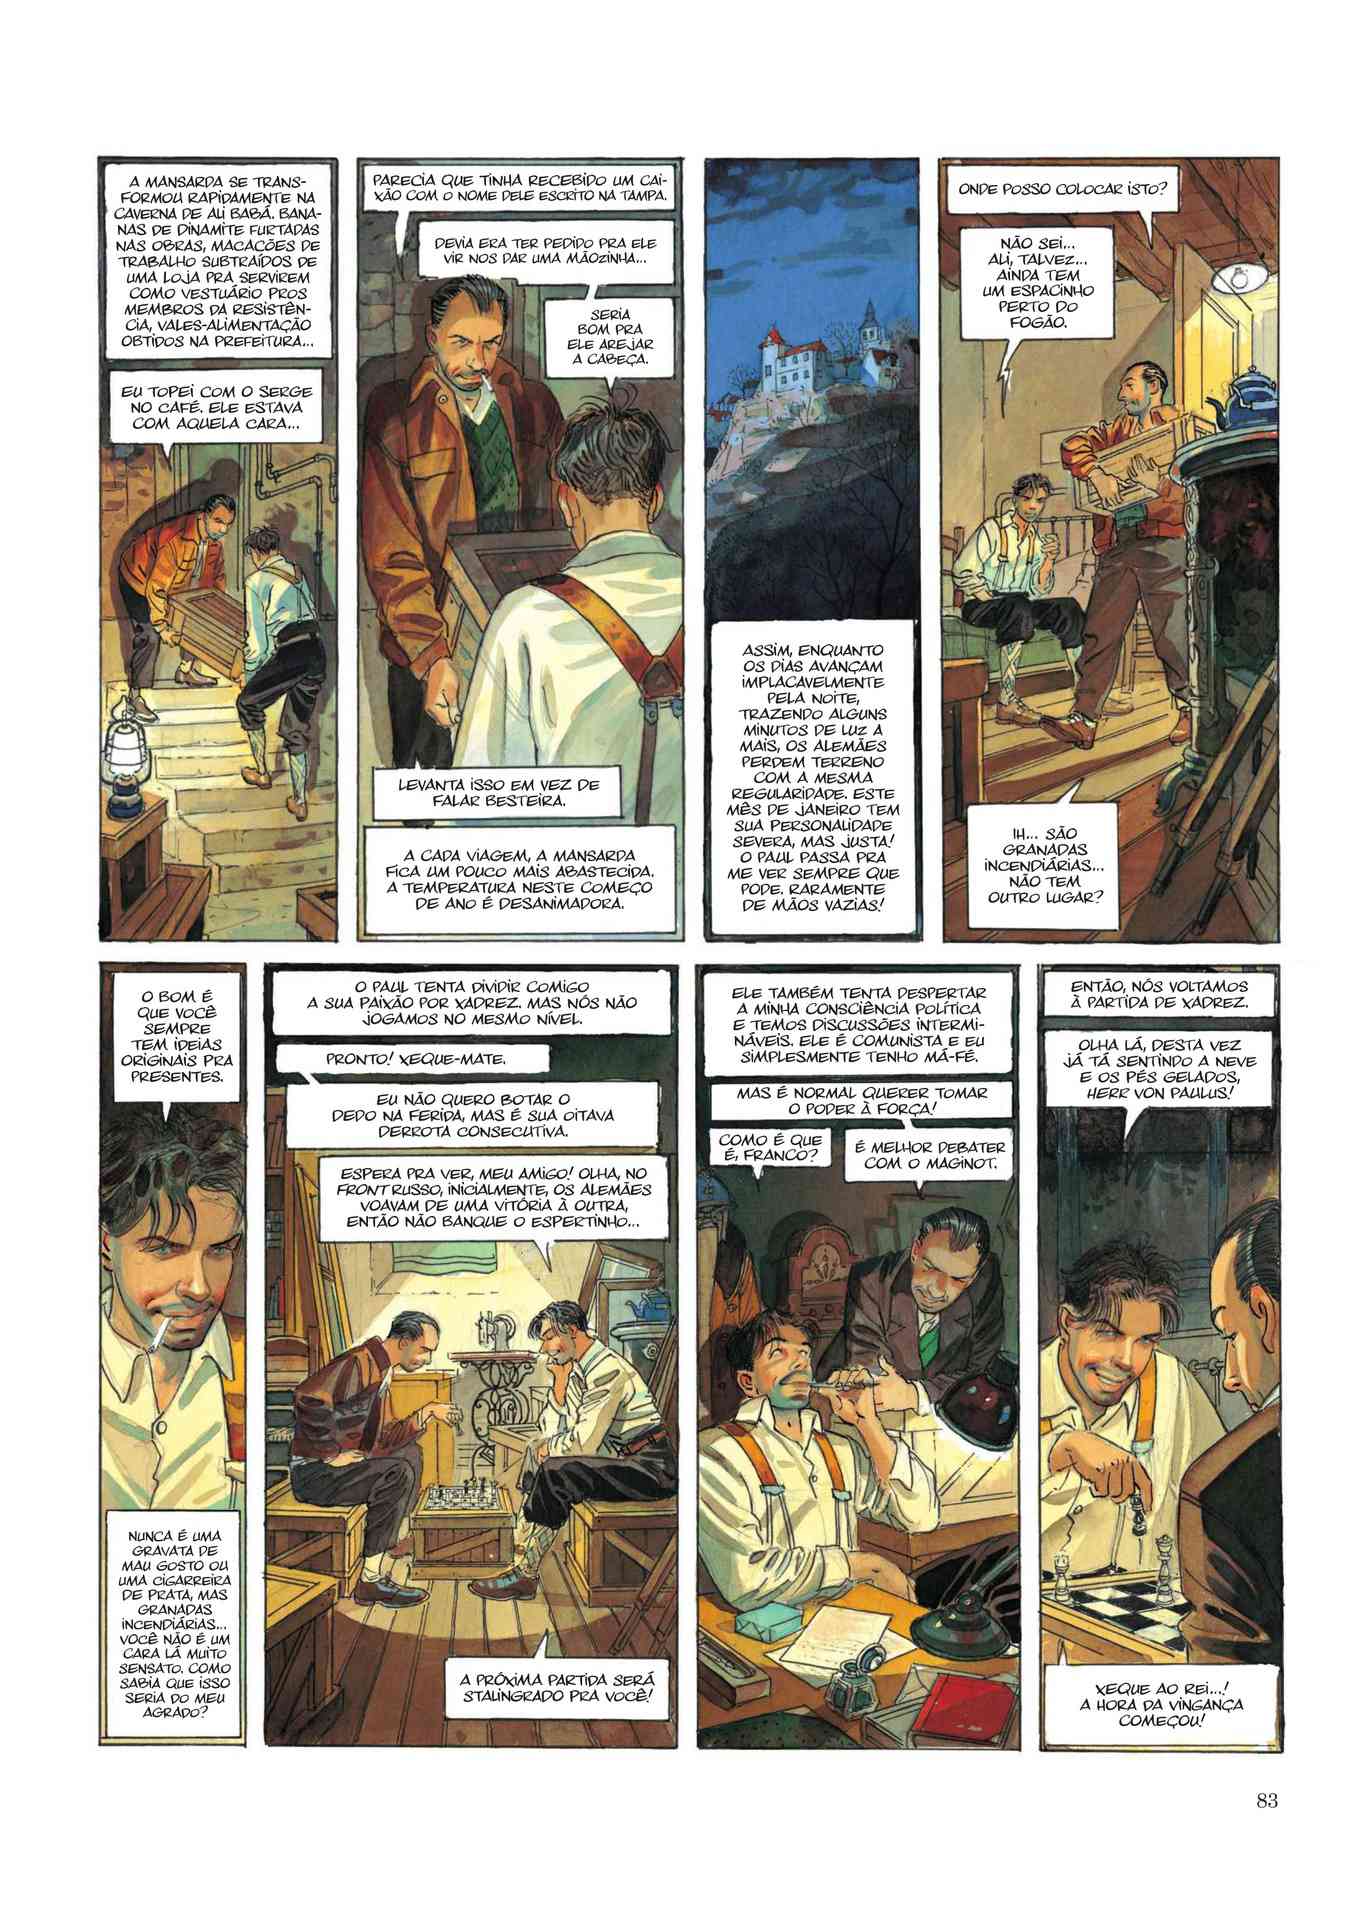 A MANSARDA SE TRANS-
FORMOU RAPIDAMENTE NA
CAVERNA DE ALI BABÁ. BANA-
NAS DE DINAMITE FURTADAS
NAS OBRAS, MACACÕES DE
TRABALHO SUBTRAÍDOS DE
UMA LOJA PRA SERVIREM
COMO VESTUÁRIO PROS
MEMBROS DA RESISTÊN-
CIA, VALES-ALIMENTAÇÃO
OBTIDOS NA PREFEITURA...
EU TOPEI COM O SERGE
NO CAFÉ. ELE ESTAVA
COM AQUELA CARA...
PARECIA QUE TINHA RECEBIDO UM CAI-
XÃO COM O NOME DELE ESCRITO NA TAMPA.
DEVIA ERA TER PEDIDO PRA ELE
VIR NOS DAR UMA MÃOZINHA...
SERIA
BOM PRA
ELE AREJAR
A CABEÇA.
LEVANTA ISSO EM VEZ DE
FALAR BESTEIRA.
A CADA VIAGEM, A MANSARDA
FICA UM POUCO MAIS ABASTECIDA.
A TEMPERATURA NESTE COMEÇO
DE ANO É DESANIMADORA.
ASSIM, ENQUANTO
OS DIAS AVANÇAM
IMPLACAVELMENTE
PELA NOITE,
TRAZENDO ALGUNS
MINUTOS DE LUZ A
MAIS, OS ALEMÃES
PERDEM TERRENO
COM A MESMA
REGULARIDADE. ESTE
MÊS DE JANEIRO TEM
SUA PERSONALIDADE
SEVERA, MAS JUSTA!
O PAUL PASSA PRA
ME VER SEMPRE QUE
PODE. RARAMENTE
DE MÃOS VAZIAS!
ONDE POSSO COLOCAR ISTO?
NÃO SEI...
ALI, TALVEZ...
AINDA TEM
UM ESPACINHO
PERTO DO
FOGÃO.
IH... SÃO
GRANADAS
INCENDIÁRIAS...
NÃO TEM
OUTRO LUGAR?
O BOM É
QUE VOCÊ
SEMPRE
TEM IDEIAS
ORIGINAIS PRA
PRESENTES.
NUNCA É UMA
GRAVATA DE
MAU GOSTO OU
UMA CIGARREIRA
DE PRATA, MAS
GRANADAS
INCENDIÁRIAS...
VOCÊ NÃO É UM
CARA LÁ MUITO
SENSATO. COMO
SABIA QUE ISSO
SERIA DO MEU
AGRADO?
O PAUL TENTA DIVIDIR COMIGO
A SUA PAIXÃO POR XADREZ. MAS NÓS NÃO
JOGAMOS NO MESMO NÍVEL.
PRONTO! XEQUE-MATE.
EU NÃO QUERO BOTAR O
DEDO NA FERIDA, MAS É SUA OITAVA
DERROTA CONSECUTIVA.
ESPERA PRA VER, MEU AMIGO! OLHA, NO
FRONT RUSSO, INICIALMENTE, OS ALEMÃES
VOAVAM DE UMA VITÓRIA À OUTRA,
ENTÃO NÃO BANQUE O ESPERTINHO...
A PRÓXIMA PARTIDA SERÁ
STALINGRADO PRA VOCÊ!
ELE TAMBÉM TENTA DESPERTAR
A MINHA CONSCIÊNCIA POLÍTICA
E TEMOS DISCUSSÕES INTERMI-
NÁVEIS. ELE É COMUNISTA E EU
SIMPLESMENTE TENHO MÁ-FÉ.
MAS É NORMAL QUERER TOMAR
O PODER À FORÇA!
COMO É QUE
É, FRANCO?
É MELHOR DEBATER
COM O MAGINOT.
ENTÃO, NÓS VOLTAMOS
À PARTIDA DE XADREZ.
OLHA LÁ, DESTA VEZ
JÁ TÁ SENTINDO A NEVE
E OS PÉS GELADOS,
HERR VON PAULUS!
XEQUE AO REI...!
A HORA DA VINGANÇA
COMEÇOU!
83